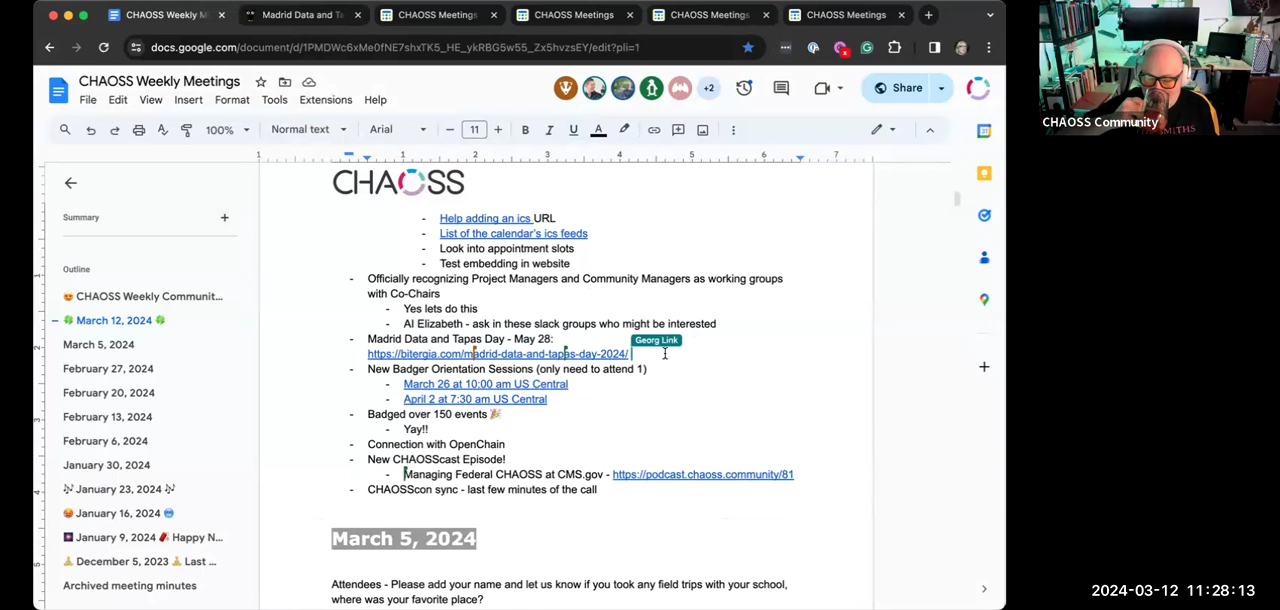 CHAOSS Weekly M
Madrid Data and Ta
CHAOSS Meetings
CHAOSS Meetings
CHAOSS Meetings
CHAOSS Meetings
docs.google.com/document/d/1PMDWc6xMe0fNE7shxTK5_HE_ykRBG5w55_Zx5hvzsEY/edit?pli=1
CHAOSS Weekly Meetings
File Edit View Insert Format Tools Extensions Help
+2
Share
100% Normal text Arial 11 B I U A
1 1 2 3 4 5 6 7
Summary
Outline
😍 CHAOSS Weekly Communit...
🍀 March 12, 2024 🍀
March 5, 2024
February 27, 2024
February 20, 2024
February 13, 2024
February 6, 2024
January 30, 2024
🎶 January 23, 2024 🎶
🥵 January 16, 2024 🥶
🎆 January 9, 2024 🧨 Happy N...
🙏 December 5, 2023 🙏 Last ...
Archived meeting minutes
CHAOSS
- Help adding an ics URL
- List of the calendar's ics feeds
- Look into appointment slots
- Test embedding in website
- Officially recognizing Project Managers and Community Managers as working groups
with Co-Chairs
- Yes lets do this
- AI Elizabeth - ask in these slack groups who might be interested
- Madrid Data and Tapas Day - May 28:
Georg Link
https://bitergia.com/madrid-data-and-tapas-day-2024/
- New Badger Orientation Sessions (only need to attend 1)
- March 26 at 10:00 am US Central
- April 2 at 7:30 am US Central
- Badged over 150 events 🎉
- Yay!!
- Connection with OpenChain
- New CHAOSScast Episode!
- Managing Federal CHAOSS at CMS.gov - https://podcast.chaoss.community/81
- CHAOSScon sync - last few minutes of the call
March 5, 2024
Attendees - Please add your name and let us know if you took any field trips with your school,
where was your favorite place?
CHAOSS Community
2024-03-12 11:28:13